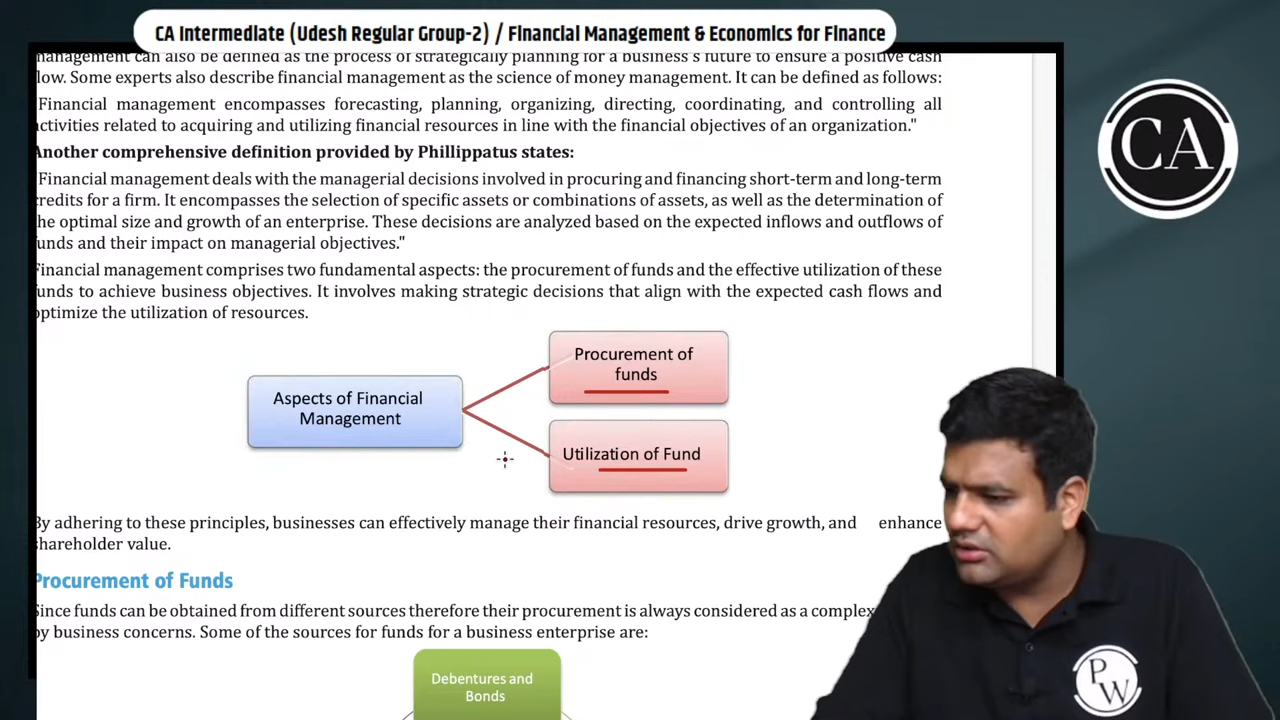 CA Intermediate (Udesh Regular Group-2) / Financial Management & Economics for Finance
management can also be defined as the process of strategically planning for a business's future to ensure a positive cash
flow. Some experts also describe financial management as the science of money management. It can be defined as follows:
Financial management encompasses forecasting, planning, organizing, directing, coordinating, and controlling all
activities related to acquiring and utilizing financial resources in line with the financial objectives of an organization."
Another comprehensive definition provided by Phillippatus states:
Financial management deals with the managerial decisions involved in procuring and financing short-term and long-term
credits for a firm. It encompasses the selection of specific assets or combinations of assets, as well as the determination of
the optimal size and growth of an enterprise. These decisions are analyzed based on the expected inflows and outflows of
funds and their impact on managerial objectives."
Financial management comprises two fundamental aspects: the procurement of funds and the effective utilization of these
funds to achieve business objectives. It involves making strategic decisions that align with the expected cash flows and
optimize the utilization of resources.
Procurement of
funds
Aspects of Financial
Management
Utilization of Fund
By adhering to these principles, businesses can effectively manage their financial resources, drive growth, and enhance
shareholder value.
Procurement of Funds
Since funds can be obtained from different sources therefore their procurement is always considered as a complex
by business concerns. Some of the sources for funds for a business enterprise are:
Debentures and
Bonds
CA
PW